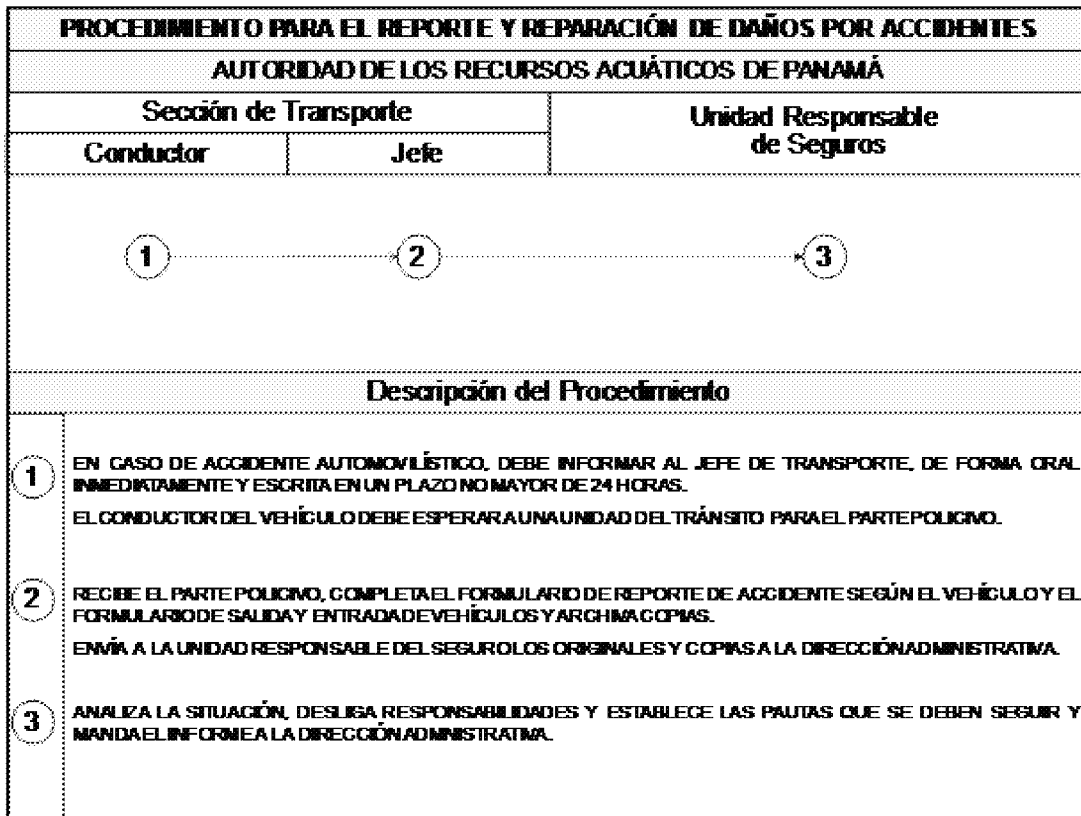 PROCEDIMIENTO PARA EL REPORTE Y REPARACIÓN DE DAÑOS POR ACCIDENTES
AUTORIDAD DE LOS RECURSOS ACUÁTICOS DE PANAMÁ
Sección de Transporte
Unidad Responsable
de Seguros
Conductor
Jefe
1
2
3
Descripción del Procedimiento
1
EN CASO DE ACCIDENTE AUTOMOVILÍSTICO, DEBE INFORMAR AL JEFE DE TRANSPORTE, DE FORMA ORAL
INMEDIATAMENTE Y ESCRITA EN UN PLAZO NO MAYOR DE 24 HORAS.
EL CONDUCTOR DEL VEHÍCULO DEBE ESPERAR A UNA UNIDAD DEL TRÁNSITO PARA EL PARTE POLICIVO.
2
RECIBE EL PARTE POLICIVO, COMPLETA EL FORMULARIO DE REPORTE DE ACCIDENTE SEGÚN EL VEHÍCULO Y EL
FORMULARIO DE SALIDA Y ENTRADA DE VEHÍCULOS Y ARCHIVA COPIAS.
ENVÍA A LA UNIDAD RESPONSABLE DEL SEGURO LOS ORIGINALES Y COPIAS A LA DIRECCIÓN ADMINISTRATIVA.
3
ANALIZA LA SITUACIÓN, DESLIGA RESPONSABILIDADES Y ESTABLECE LAS PAUTAS QUE SE DEBEN SEGUIR Y
MANDA EL INFORME A LA DIRECCIÓN ADMINISTRATIVA.